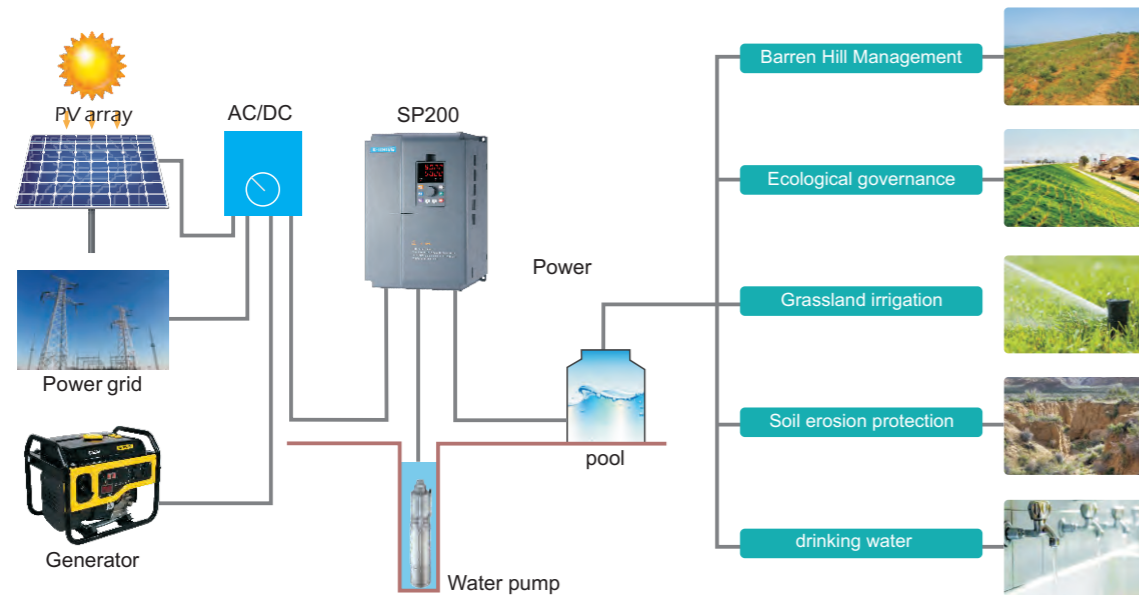 PV array
AC/DC
SP200
Power grid
Generator
Water pump
Power
pool
Barren Hill Management
Ecological governance
Grassland irrigation
Soil erosion protection
drinking water